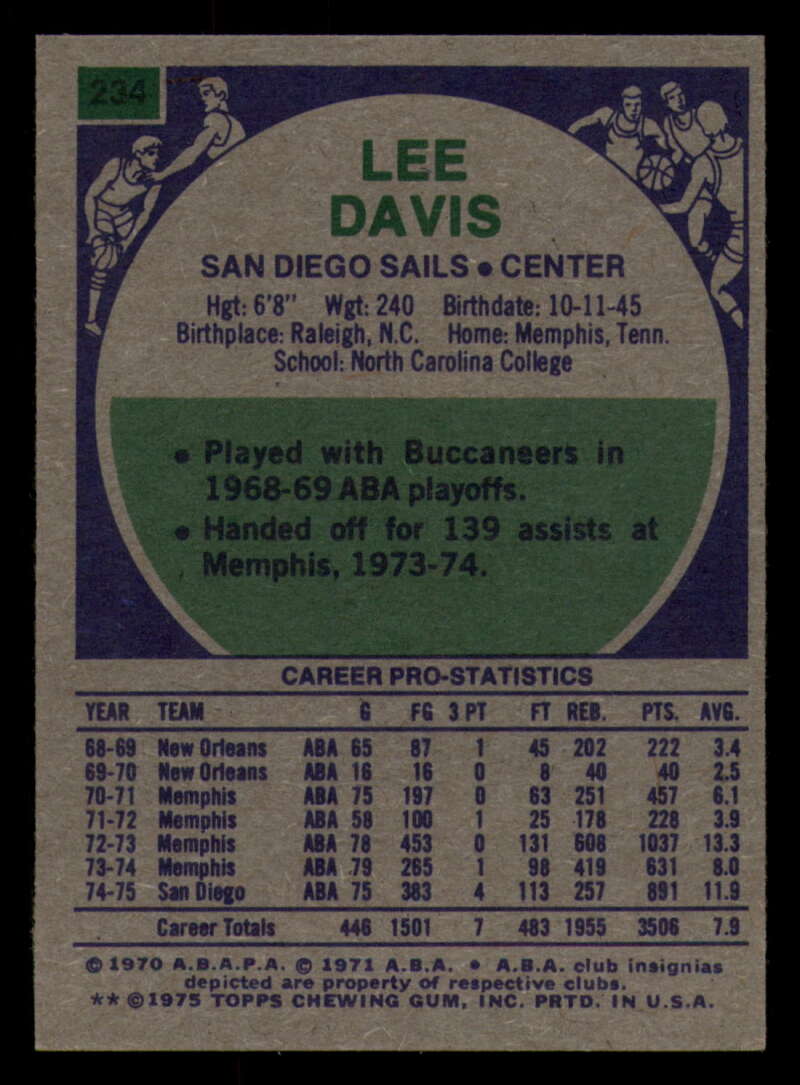 234
LEE
DAVIS
SAN DIEGO SAILS • CENTER
Hgt: 6'8" Wgt: 240 Birthdate: 10-11-45
Birthplace: Raleigh, N.C. Home: Memphis, Tenn.
School: North Carolina College
• Played with Buccaneers in
1968-69 ABA playoffs.
• Handed off for 139 assists at
Memphis, 1973-74.
CAREER PRO-STATISTICS
YEAR TEAM G FG 3 PT FT REB. PTS. AVG.
68-69 New Orleans ABA 65 87 1 45 202 222 3.4
69-70 New Orleans ABA 16 16 0 8 40 40 2.5
70-71 Memphis ABA 75 197 0 63 251 457 6.1
71-72 Memphis ABA 58 100 1 25 178 228 3.9
72-73 Memphis ABA 78 453 0 131 608 1037 13.3
73-74 Memphis ABA 79 265 1 98 419 631 8.0
74-75 San Diego ABA 75 383 4 113 257 891 11.9
Career Totals 446 1501 7 483 1955 3506 7.9
© 1970 A.B.A.P.A. © 1971 A.B.A. • A.B.A. club insignias
depicted are property of respective clubs.
** © 1975 TOPPS CHEWING GUM, INC. PRTD. IN U.S.A.